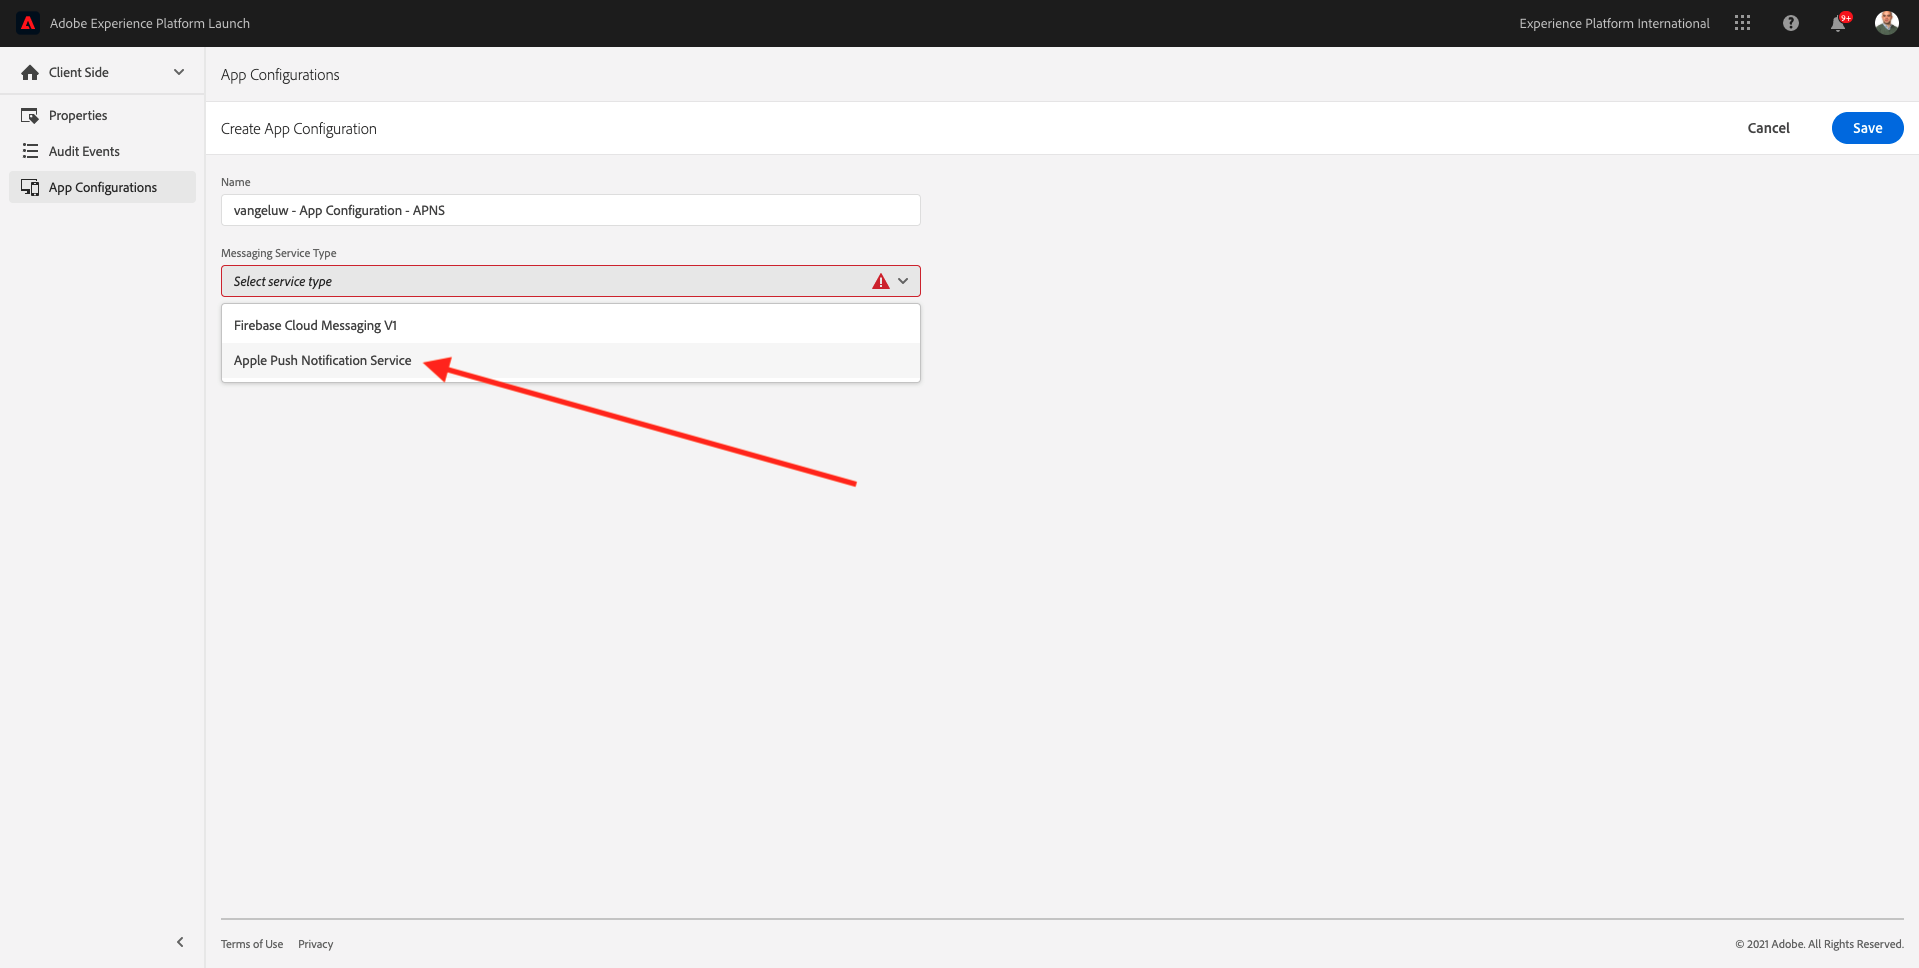 Adobe Experience Platform Launch
Experience Platform International
9+
Client Side
Properties
Audit Events
App Configurations
App Configurations
Create App Configuration
Cancel
Save
Name
vangeluw - App Configuration - APNS
Messaging Service Type
Select service type
Firebase Cloud Messaging V1
Apple Push Notification Service
Terms of Use Privacy
© 2021 Adobe. All Rights Reserved.